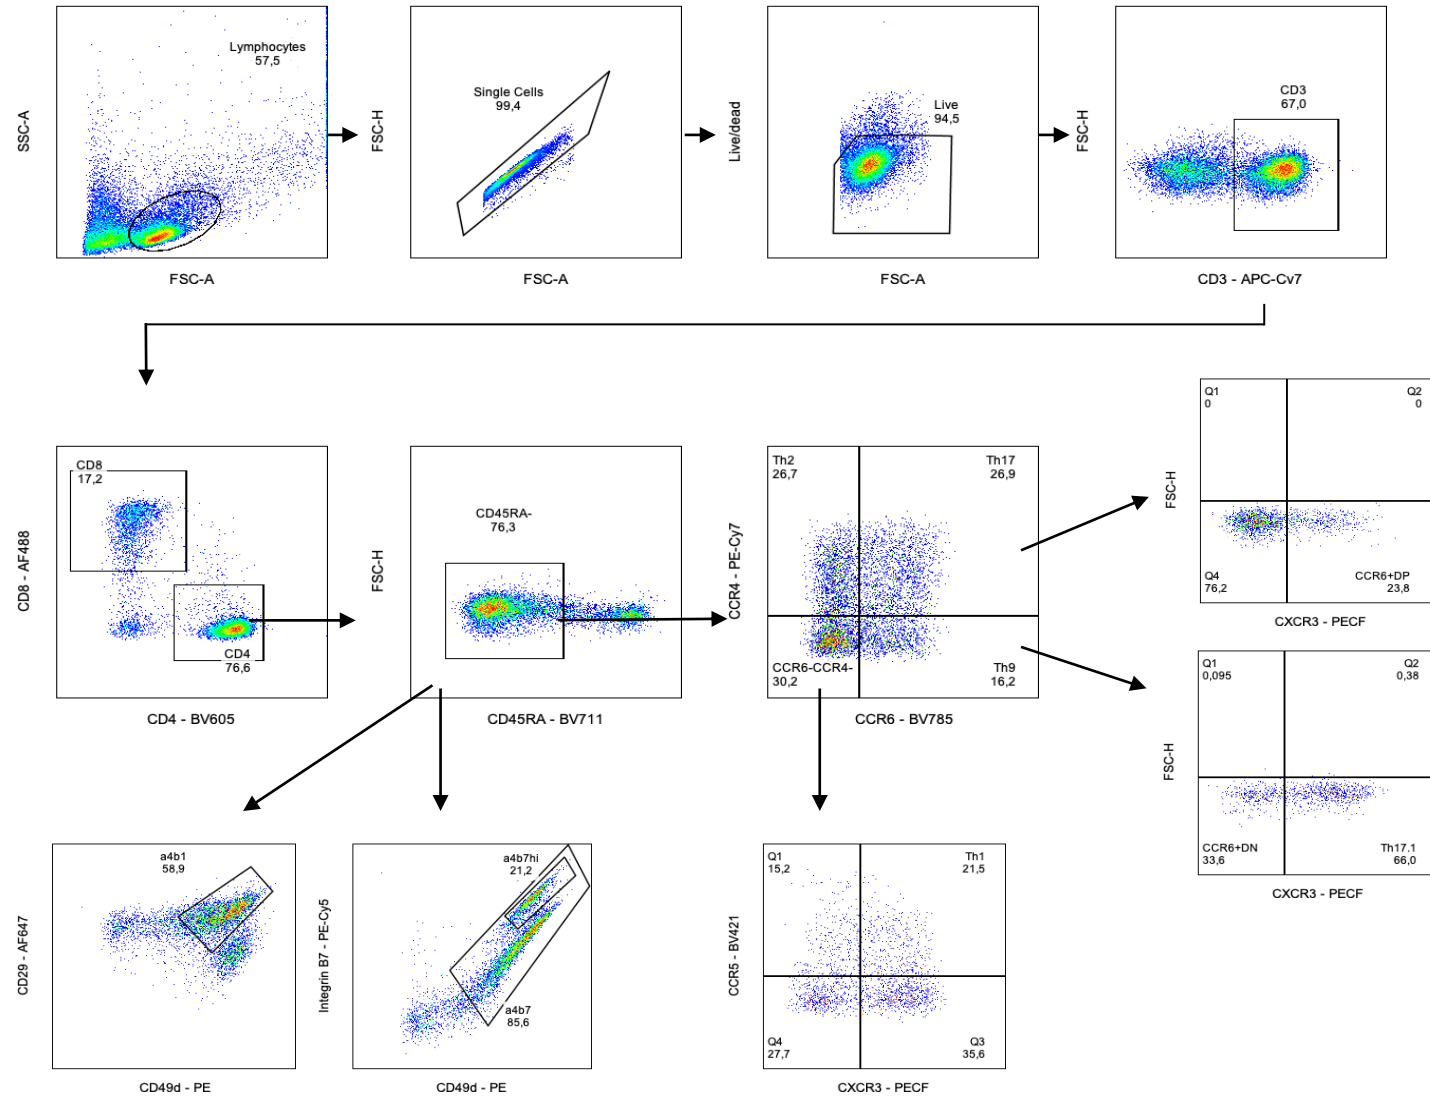 Lymphocytes
57,5
SSC-A
FSC-A
Single Cells
99,4
FSC-H
FSC-A
Live
94,5
Live/dead
FSC-A
CD3
67,0
FSC-H
CD3 - APC-Cv7
CD8
17,2
CD4
76,6
CD8 - AF488
CD4 - BV605
CD45RA-
76,3
FSC-H
CD45RA - BV711
Th2
26,7
Th17
26,9
CCR6-CCR4-
30,2
Th9
16,2
CCR4 - PE-Cy7
CCR6 - BV785
Q1
0
Q2
0
Q4
76,2
CCR6+DP
23,8
FSC-H
CXCR3 - PECF
Q1
0,095
Q2
0,38
CCR6+DN
33,6
Th17.1
66,0
FSC-H
CXCR3 - PECF
a4b1
58,9
CD29 - AF647
CD49d - PE
a4b7hi
21,2
a4b7
85,6
Integrin B7 - PE-Cy5
CD49d - PE
Q1
15,2
Th1
21,5
Q4
27,7
Q3
35,6
CCR5 - BV421
CXCR3 - PECF